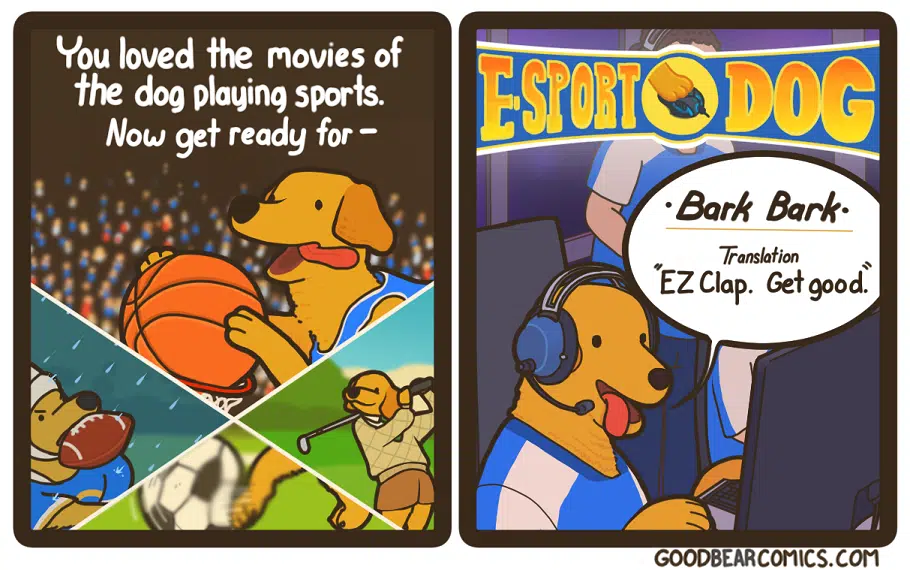 You loved the movies of
the dog playing sports.
Now get ready for –
E·SPORT DOG
·Bark Bark·
Translation
"EZ Clap. Get good."
GOODBEARCOMICS.COM